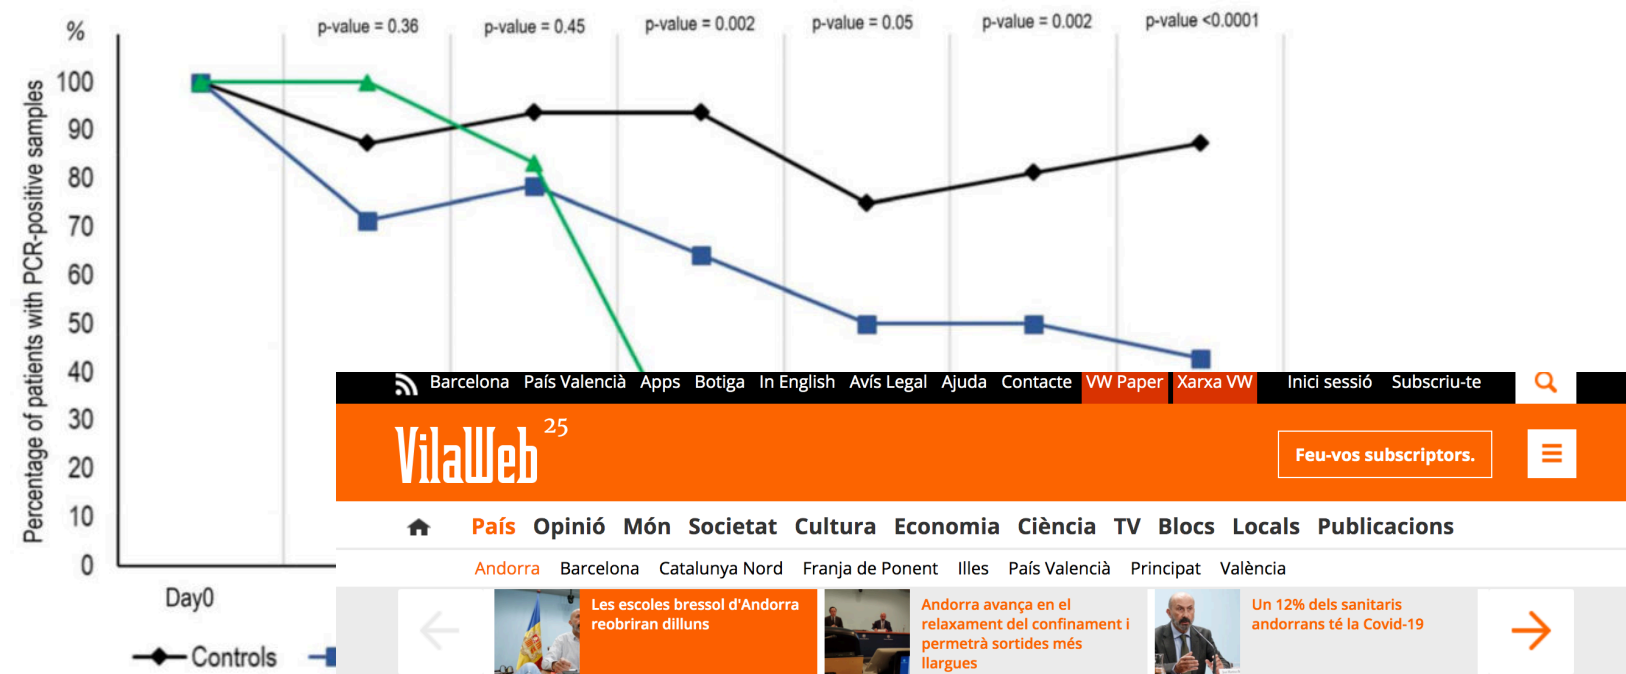 %
p-value = 0.36
p-value = 0.45
p-value = 0.002
p-value = 0.05
p-value = 0.002
p-value <0.0001
Percentage of patients with PCR-positive samples
100
90
80
70
60
50
40
30
20
10
0
Day0
Controls
Barcelona País Valencià Apps Botiga In English Avís Legal Ajuda Contacte VW Paper Xarxa VW Inici sessió Subscriu-te
VilaWeb 25
Feu-vos subscriptors.
País Opinió Món Societat Cultura Economia Ciència TV Blocs Locals Publicacions
Andorra Barcelona Catalunya Nord Franja de Ponent Illes País Valencià Principat València
Les escoles bressol d'Andorra
reobriran dilluns
Andorra avança en el
relaxament del confinament i
permetrà sortides més
llargues
Un 12% dels sanitaris
andorrans té la Covid-19